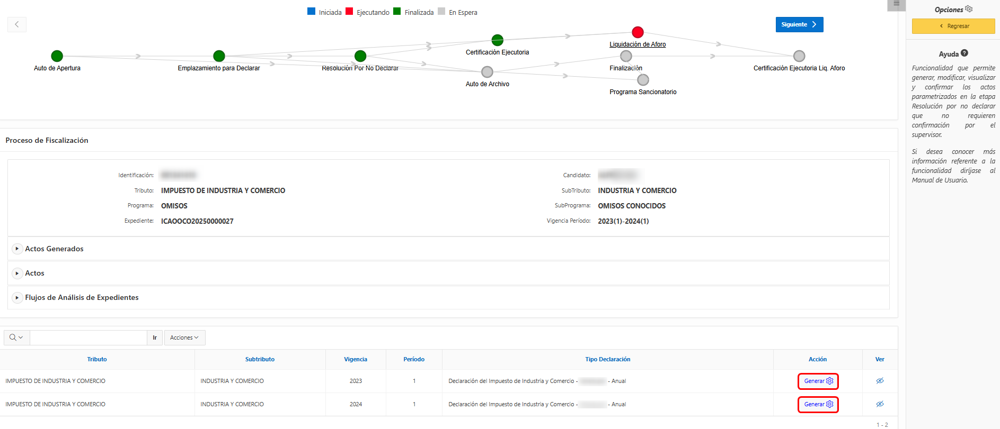 Iniciada Ejecutando Finalizada En Espera
Siguiente
Certificación Ejecutoria
Liquidación de Aforo
Auto de Apertura
Emplazamiento para Declarar
Resolución Por No Declarar
Finalización
Certificación Ejecutoria Liq. Aforo
Auto de Archivo
Programa Sancionatorio
Proceso de Fiscalización
Identificación:
Candidato:
Tributo: IMPUESTO DE INDUSTRIA Y COMERCIO
SubTributo: INDUSTRIA Y COMERCIO
Programa: OMISOS
SubPrograma: OMISOS CONOCIDOS
Expediente: ICAOOCO20250000027
Vigencia Período: 2023(1)-2024(1)
Actos Generados
Actos
Flujos de Análisis de Expedientes
Ir Acciones
Tributo Subtributo Vigencia Período Tipo Declaración Acción Ver
IMPUESTO DE INDUSTRIA Y COMERCIO INDUSTRIA Y COMERCIO 2023 1 Declaración del Impuesto de Industria y Comercio - - Anual Generar
IMPUESTO DE INDUSTRIA Y COMERCIO INDUSTRIA Y COMERCIO 2024 1 Declaración del Impuesto de Industria y Comercio - - Anual Generar
1 - 2
Opciones
Regresar
Ayuda
Funcionalidad que permite
generar, modificar, visualizar
y confirmar los actos
parametrizados en la etapa
Resolución por no declarar
que no requieren
confirmación por el
supervisor.
Si desea conocer más
información referente a la
funcionalidad diríjase al
Manual de Usuario.